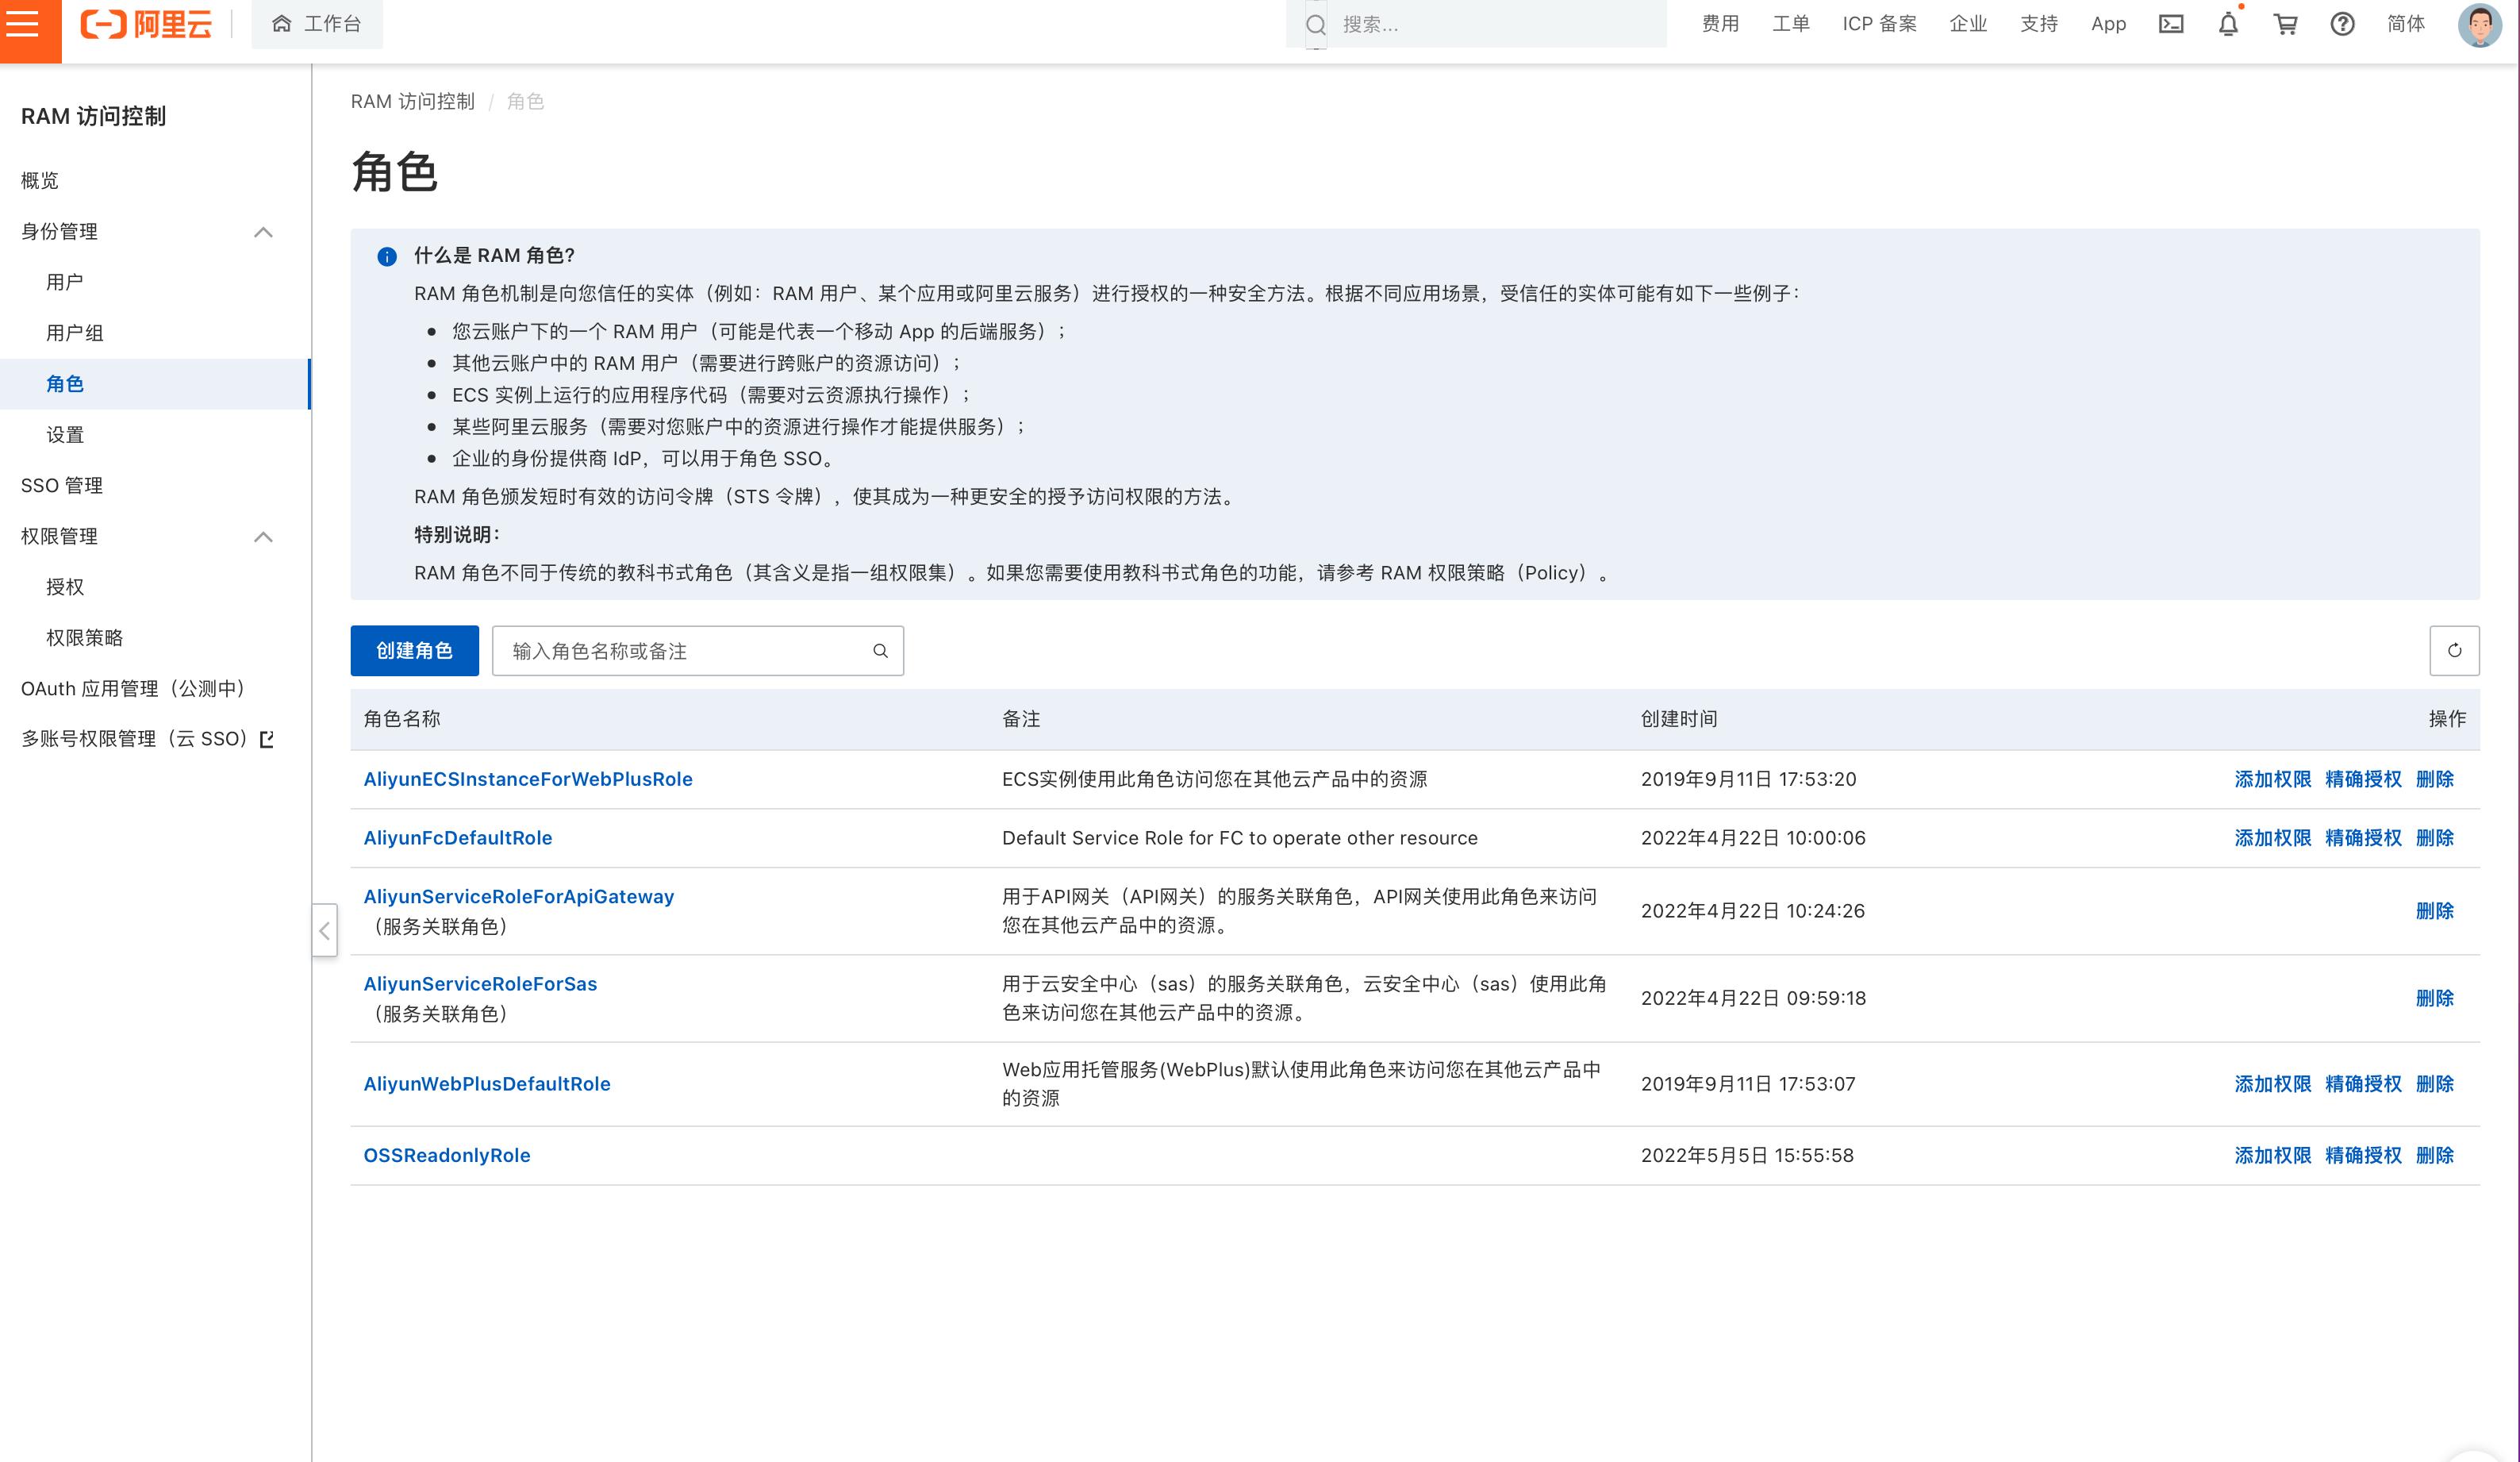 阿里云
工作台
搜索...
费用
工单
ICP 备案
企业
支持
App
简体
RAM 访问控制
概览
身份管理
用户
用户组
角色
设置
SSO 管理
权限管理
授权
权限策略
OAuth 应用管理（公测中）
多账号权限管理（云 SSO）
RAM 访问控制 / 角色
角色
什么是 RAM 角色?
RAM 角色机制是向您信任的实体（例如：RAM 用户、某个应用或阿里云服务）进行授权的一种安全方法。根据不同应用场景，受信任的实体可能有如下一些例子：
• 您云账户下的一个 RAM 用户（可能是代表一个移动 App 的后端服务）；
• 其他云账户中的 RAM 用户（需要进行跨账户的资源访问）；
• ECS 实例上运行的应用程序代码（需要对云资源执行操作）；
• 某些阿里云服务（需要对您账户中的资源进行操作才能提供服务）；
• 企业的身份提供商 IdP，可以用于角色 SSO。
RAM 角色颁发短时有效的访问令牌（STS 令牌），使其成为一种更安全的授予访问权限的方法。
特别说明：
RAM 角色不同于传统的教科书式角色（其含义是指一组权限集）。如果您需要使用教科书式角色的功能，请参考 RAM 权限策略（Policy）。
创建角色
输入角色名称或备注
角色名称 备注 创建时间 操作
AliyunECSInstanceForWebPlusRole ECS实例使用此角色访问您在其他云产品中的资源 2019年9月11日 17:53:20 添加权限 精确授权 删除
AliyunFcDefaultRole Default Service Role for FC to operate other resource 2022年4月22日 10:00:06 添加权限 精确授权 删除
AliyunServiceRoleForApiGateway
（服务关联角色）
用于API网关（API网关）的服务关联角色，API网关使用此角色来访问
您在其他云产品中的资源。
2022年4月22日 10:24:26
删除
AliyunServiceRoleForSas
（服务关联角色）
用于云安全中心（sas）的服务关联角色，云安全中心（sas）使用此角
色来访问您在其他云产品中的资源。
2022年4月22日 09:59:18
删除
AliyunWebPlusDefaultRole
Web应用托管服务(WebPlus)默认使用此角色来访问您在其他云产品中
的资源
2019年9月11日 17:53:07
添加权限 精确授权 删除
OSSReadonlyRole 2022年5月5日 15:55:58 添加权限 精确授权 删除